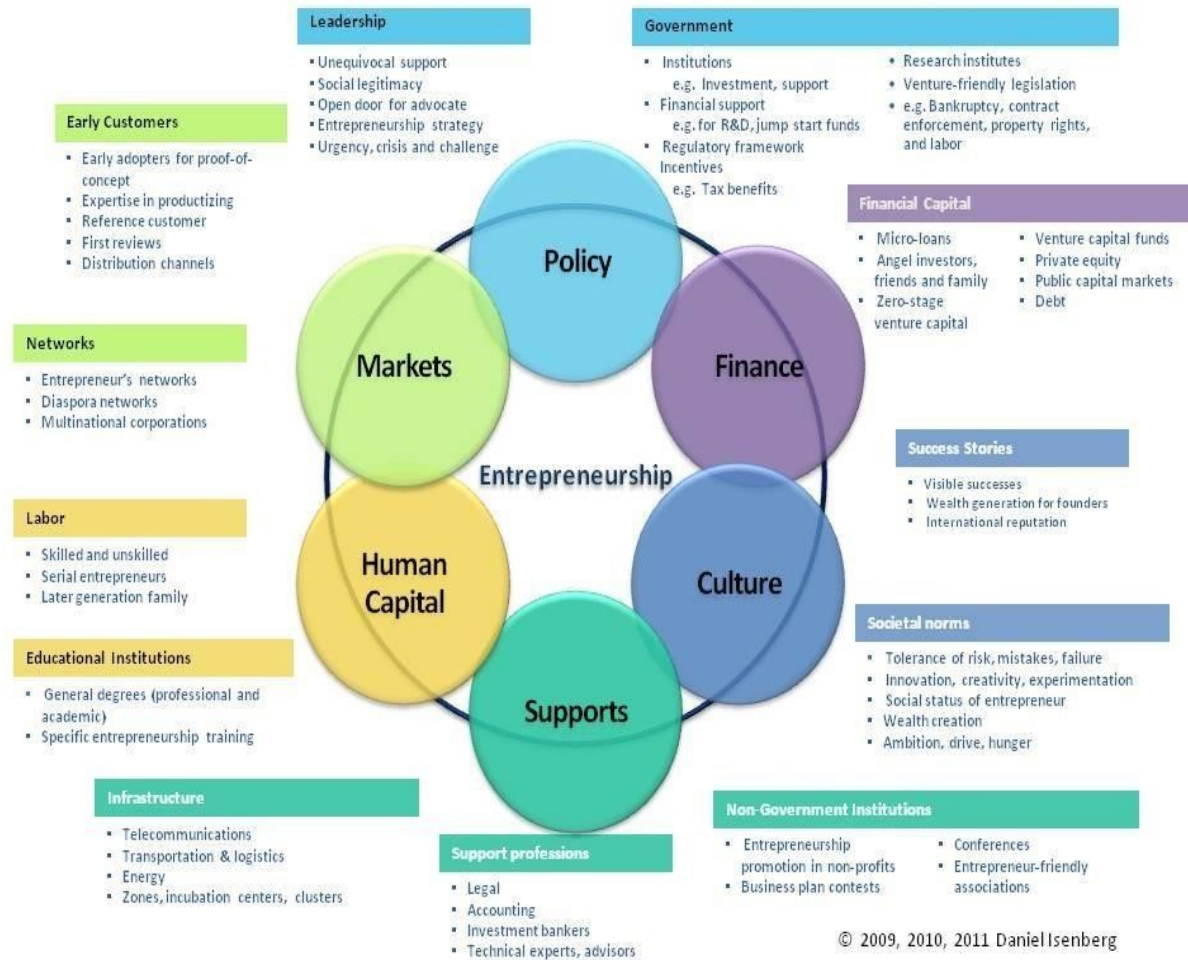 Leadership
▪ Unequivocal support
▪ Social legitimacy
▪ Open door for advocate
▪ Entrepreneurship strategy
▪ Urgency, crisis and challenge
Government
• Institutions
e.g. Investment, support
• Financial support
e.g. for R&D, jump start funds
• Regulatory framework
Incentives
e.g. Tax benefits
• Research institutes
• Venture-friendly legislation
• e.g. Bankruptcy, contract
enforcement, property rights,
and labor
Early Customers
▪ Early adopters for proof-of-
concept
▪ Expertise in productizing
▪ Reference customer
▪ First reviews
▪ Distribution channels
Financial Capital
▪ Micro-loans
▪ Angel investors,
friends and family
▪ Zero-stage
venture capital
▪ Venture capital funds
▪ Private equity
▪ Public capital markets
▪ Debt
Networks
▪ Entrepreneur's networks
▪ Diaspora networks
▪ Multinational corporations
Policy
Markets
Finance
Entrepreneurship
Human
Capital
Culture
Supports
Success Stories
▪ Visible successes
▪ Wealth generation for founders
▪ International reputation
Labor
▪ Skilled and unskilled
▪ Serial entrepreneurs
▪ Later generation family
Societal norms
▪ Tolerance of risk, mistakes, failure
▪ Innovation, creativity, experimentation
▪ Social status of entrepreneur
▪ Wealth creation
▪ Ambition, drive, hunger
Educational Institutions
▪ General degrees (professional and
academic)
▪ Specific entrepreneurship training
Infrastructure
▪ Telecommunications
▪ Transportation & logistics
▪ Energy
▪ Zones, incubation centers, clusters
Support professions
▪ Legal
▪ Accounting
▪ Investment bankers
▪ Technical experts, advisors
Non-Government Institutions
▪ Entrepreneurship
promotion in non-profits
▪ Business plan contests
▪ Conferences
▪ Entrepreneur-friendly
associations
© 2009, 2010, 2011 Daniel Isenberg